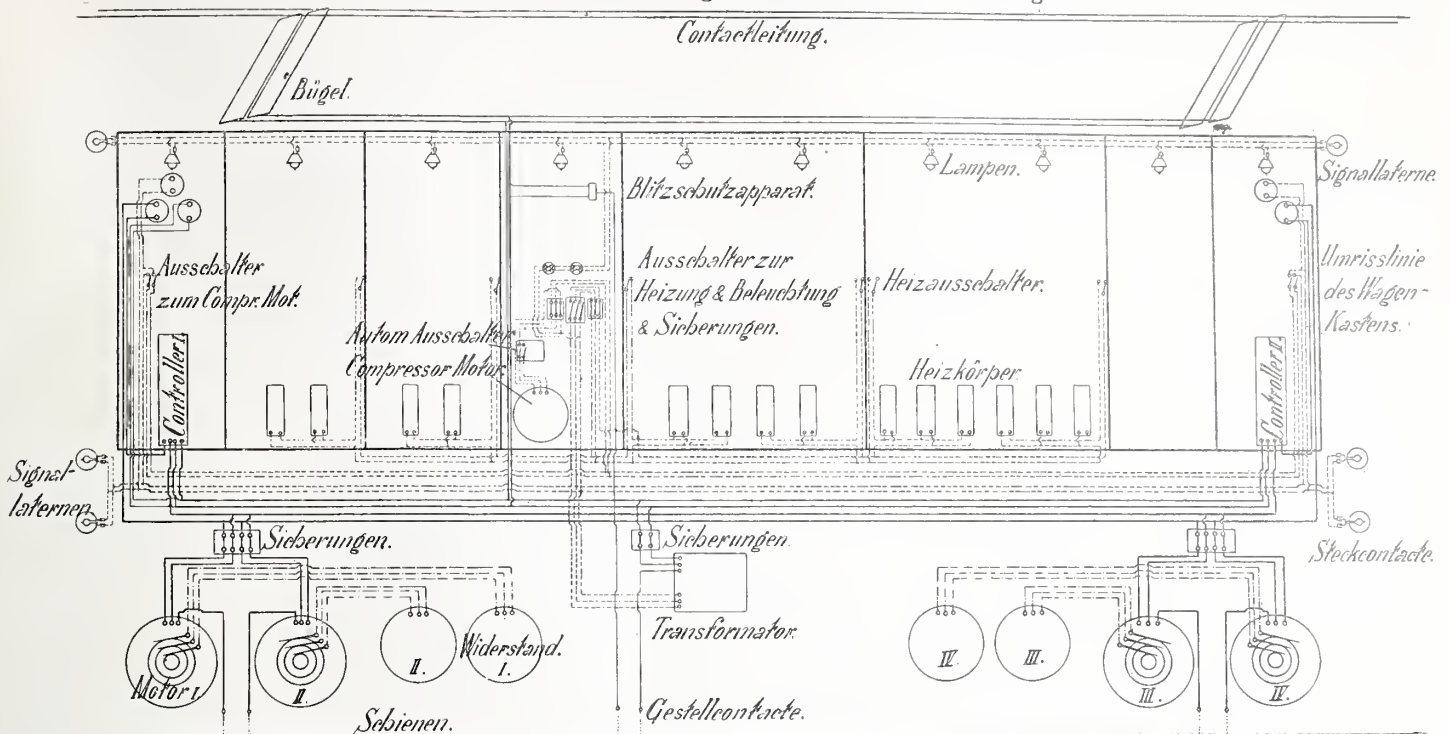 Contactleitung.
Bügel.
Lampen.
Signallaterne.
Blitzschutzapparat.
Ausschalter
zum Compr. Mot.
Ausschalter zur
Heizung & Beleuchtung
& Sicherungen.
Heizausschalter.
Umrisslinie
des Wagen-
Kastens.
Autom Ausschalter
Compressor Motor.
Heizkörper
Controller I.
Controller II.
Signal-
laternen.
Sicherungen.
Sicherungen.
Steckcontacte.
Transformator.
Motor I.
II.
II.
Widerstand.
I.
IV.
III.
III.
IV.
Schienen.
Gestellcontacte.